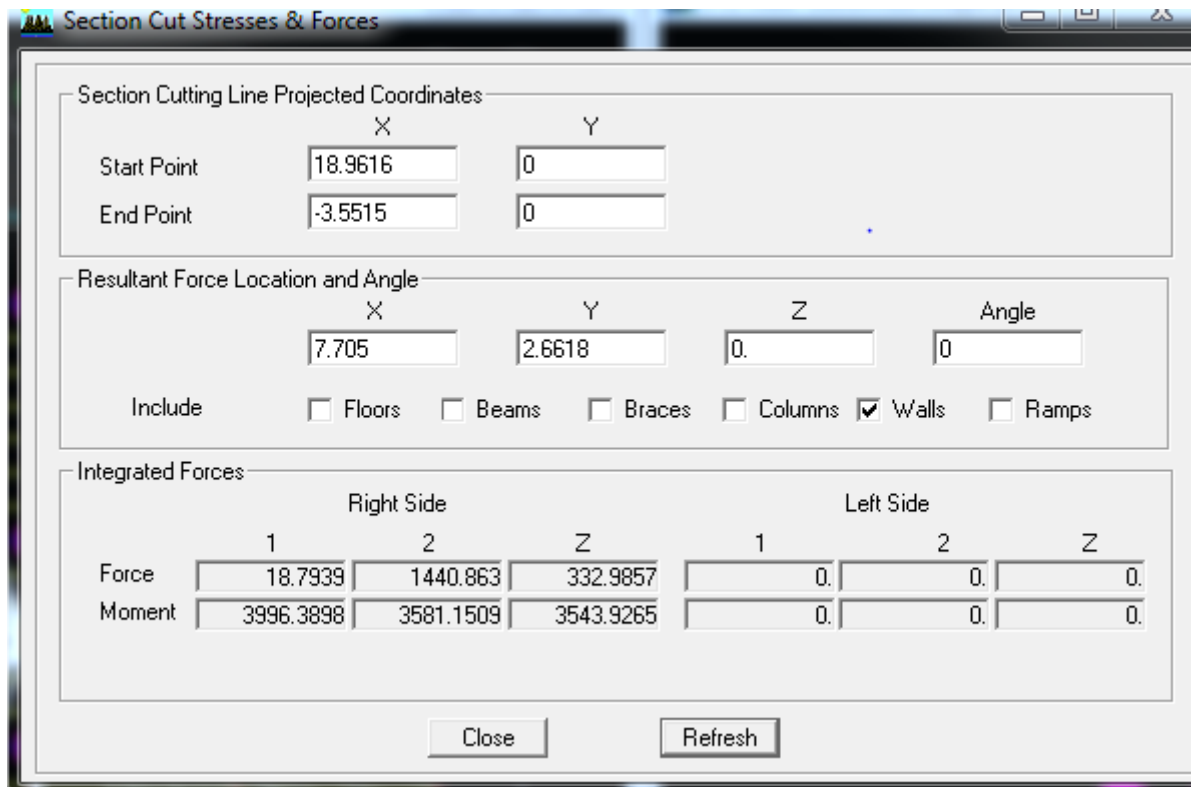 Section Cut Stresses & Forces
Section Cutting Line Projected Coordinates
X Y
Start Point 18.9616 0
End Point -3.5515 0
Resultant Force Location and Angle
X Y Z Angle
7.705 2.6618 0. 0
Include Floors Beams Braces Columns Walls Ramps
Integrated Forces
Right Side Left Side
1 2 Z 1 2 Z
Force 18.7939 1440.863 332.9857 0. 0. 0.
Moment 3996.3898 3581.1509 3543.9265 0. 0. 0.
Close Refresh